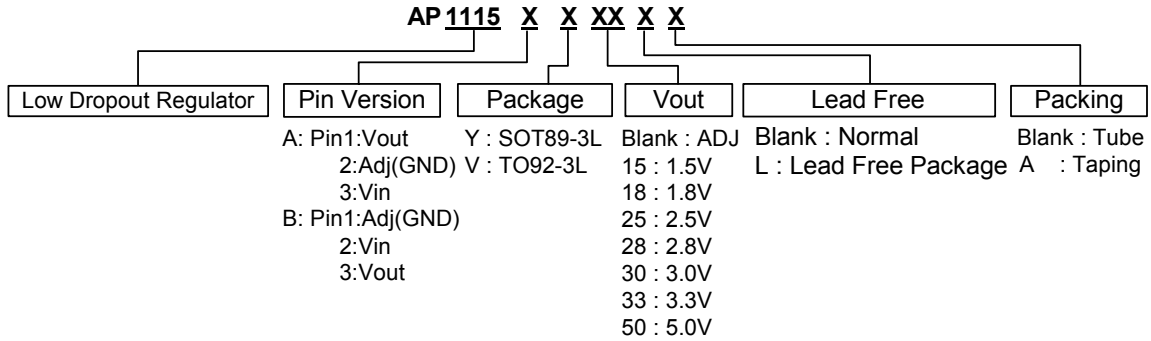 AP 1115 X X XX X X
Low Dropout Regulator
Pin Version
A: Pin1:Vout
2:Adj(GND)
3:Vin
B: Pin1:Adj(GND)
2:Vin
3:Vout
Package
Y : SOT89-3L
V : TO92-3L
Vout
Blank : ADJ
15 : 1.5V
18 : 1.8V
25 : 2.5V
28 : 2.8V
30 : 3.0V
33 : 3.3V
50 : 5.0V
Lead Free
Blank : Normal
L : Lead Free Package
Packing
Blank : Tube
A : Taping